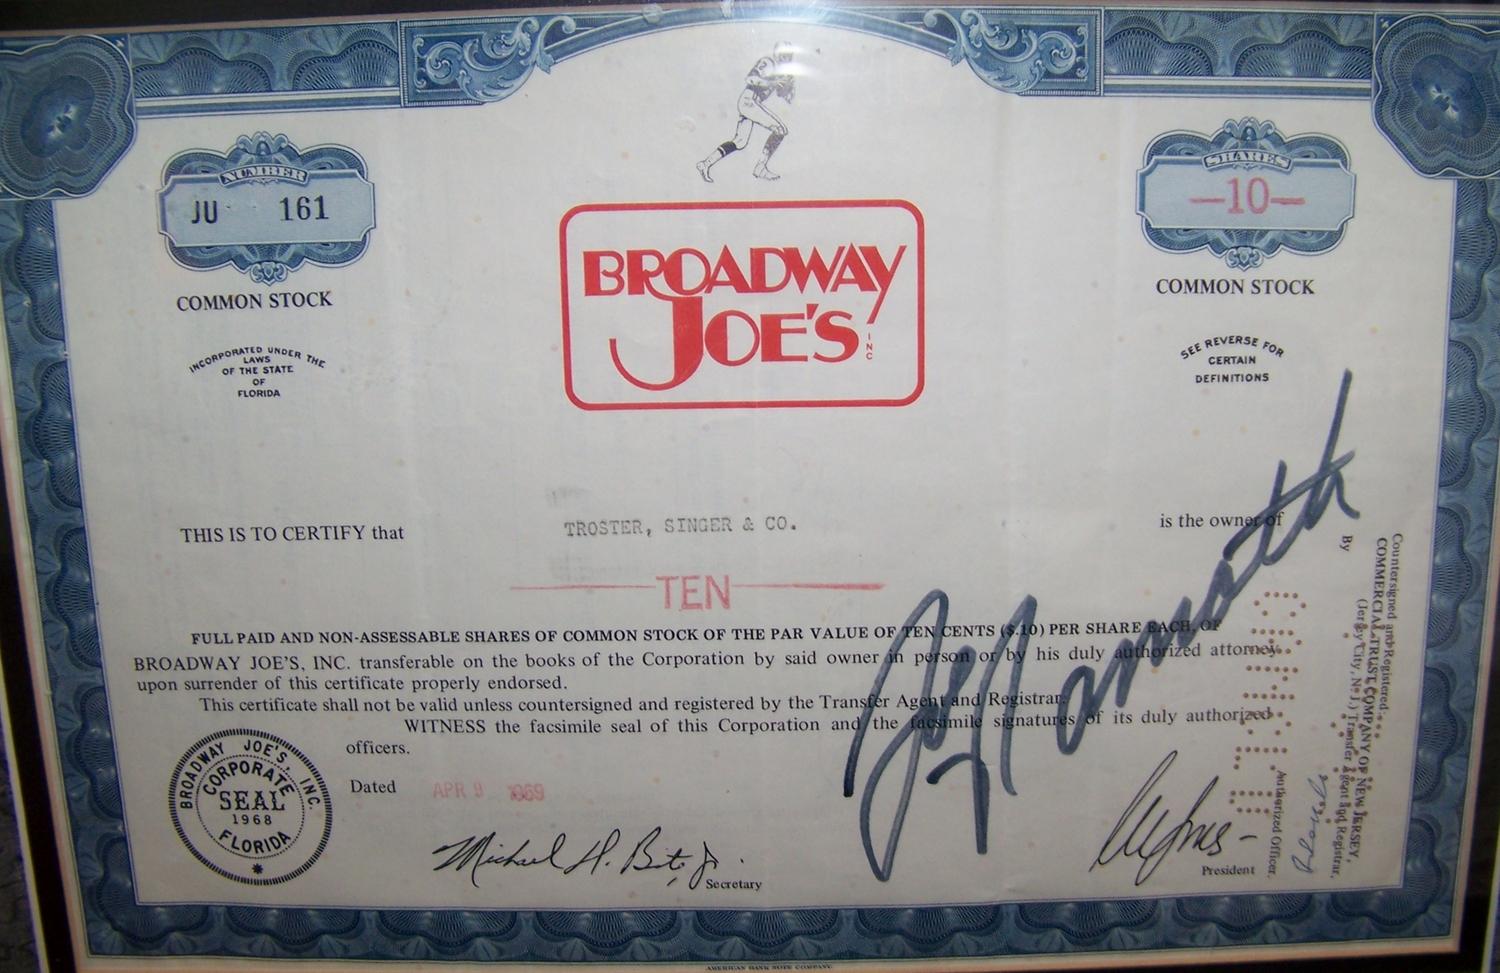 NUMBER
JU 161
COMMON STOCK
INCORPORATED UNDER THE
LAWS
OF THE STATE
OF
FLORIDA
BROADWAY
JOE'S INC
SHARES
—10—
COMMON STOCK
SEE REVERSE FOR
CERTAIN
DEFINITIONS
THIS IS TO CERTIFY that TROSTER, SINGER & CO. is the owner of
TEN
FULL PAID AND NON-ASSESSABLE SHARES OF COMMON STOCK OF THE PAR VALUE OF TEN CENTS ($.10) PER SHARE EACH, OF
BROADWAY JOE'S, INC. transferable on the books of the Corporation by said owner in person or by his duly authorized attorney
upon surrender of this certificate properly endorsed.
This certificate shall not be valid unless countersigned and registered by the Transfer Agent and Registrar.
WITNESS the facsimile seal of this Corporation and the facsimile signatures of its duly authorized
officers.
Dated APR 9 1969
BROADWAY JOE'S, INC.
CORPORATE
SEAL
1968
FLORIDA
Michael H.
Secretary
President
Joe Namath
Countersigned and Registered:
COMMERCIAL TRUST COMPANY OF NEW JERSEY,
(Jersey City, N.J.) Transfer Agent and Registrar,
By
Authorized Officer.
AMERICAN BANK NOTE COMPANY